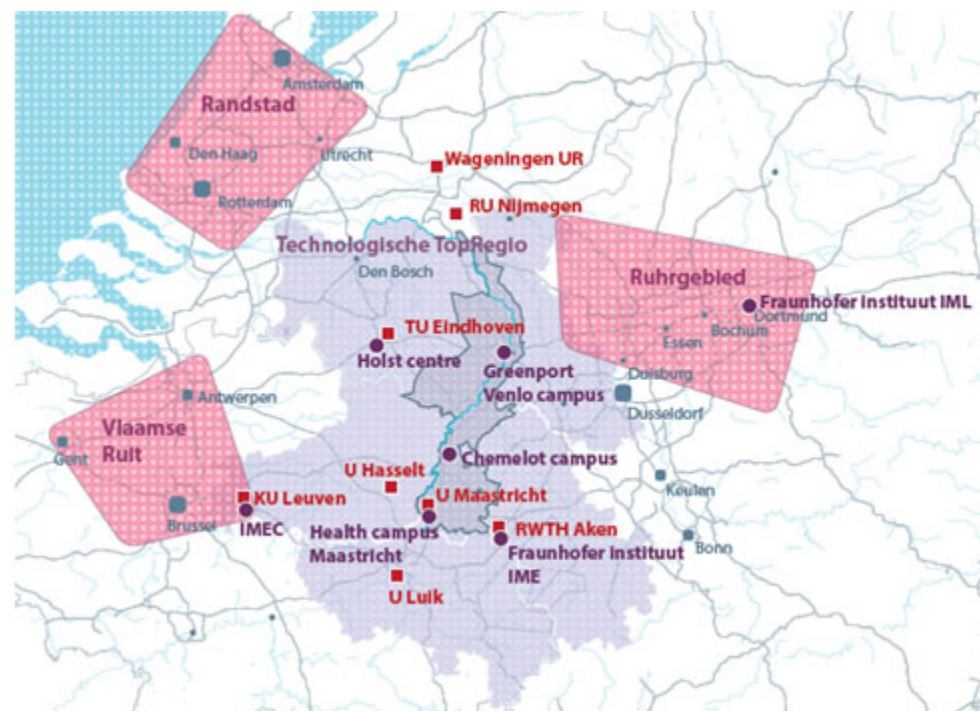 Amsterdam
Randstad
Den Haag
Utrecht
Rotterdam
Wageningen UR
RU Nijmegen
Technologische TopRegio
Den Bosch
Ruhrgebied
Fraunhofer instituut IML
Dortmund
Bochum
Essen
TU Eindhoven
Holst centre
Greenport
Venlo campus
Duisburg
Dusseldorf
Antwerpen
Vlaamse
Ruit
Gent
Chemelot campus
U Hasselt
Keulen
KU Leuven
U Maastricht
Brussel
IMEC
Health campus
Maastricht
RWTH Aken
Fraunhofer instituut
IME
Bonn
U Luik